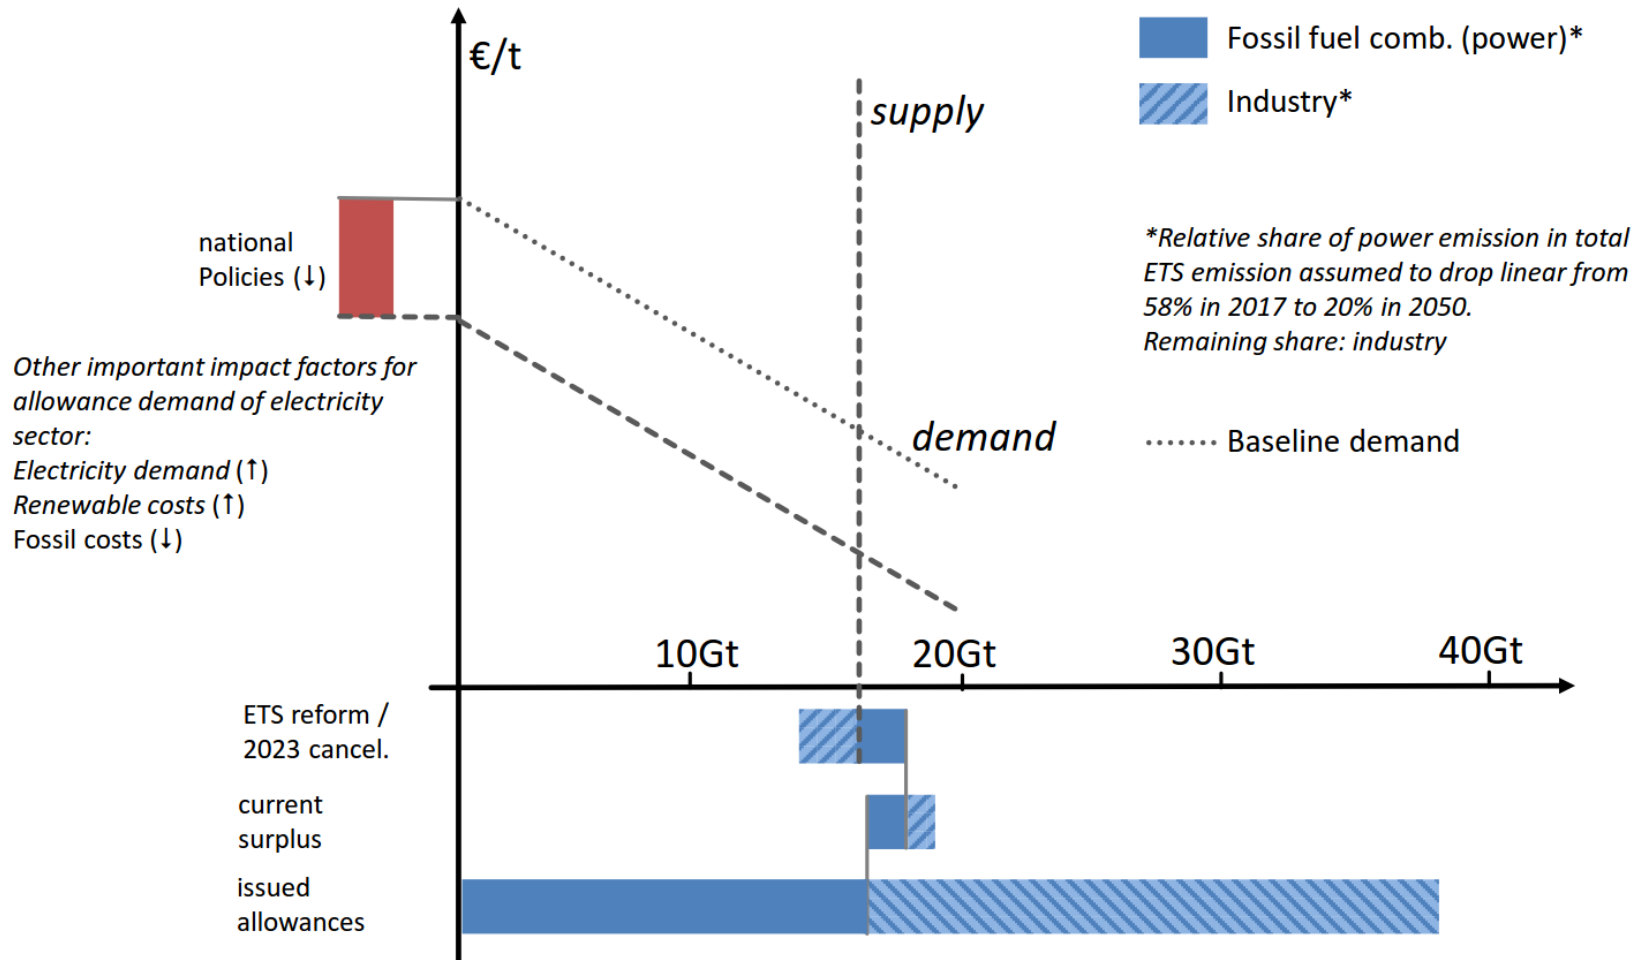 €/t
supply
Fossil fuel comb. (power)*
Industry*
national
Policies (↓)
*Relative share of power emission in total
ETS emission assumed to drop linear from
58% in 2017 to 20% in 2050.
Remaining share: industry
Other important impact factors for
allowance demand of electricity
sector:
Electricity demand (↑)
Renewable costs (↑)
Fossil costs (↓)
demand
Baseline demand
10Gt
20Gt
30Gt
40Gt
ETS reform /
2023 cancel.
current
surplus
issued
allowances